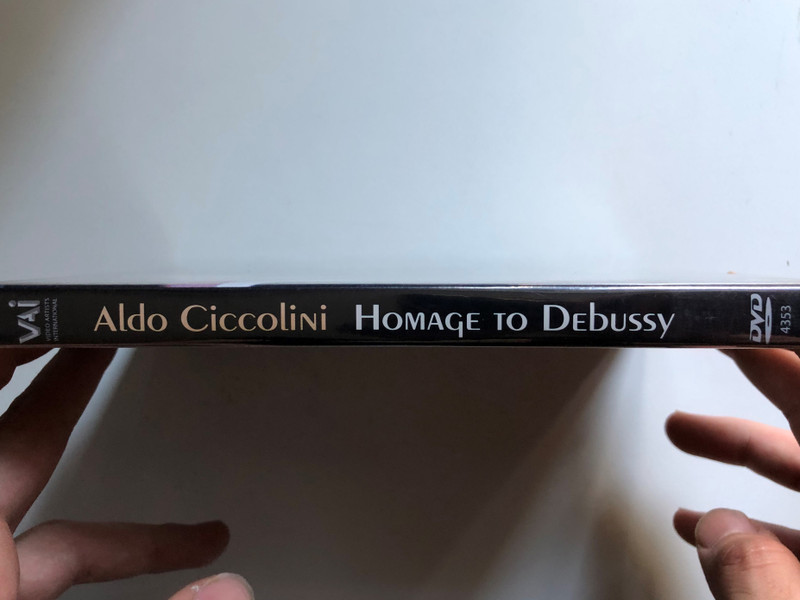 VAI
VIDEO ARTISTS
INTERNATIONAL
Aldo Ciccolini Homage to Debussy
DVD
4353